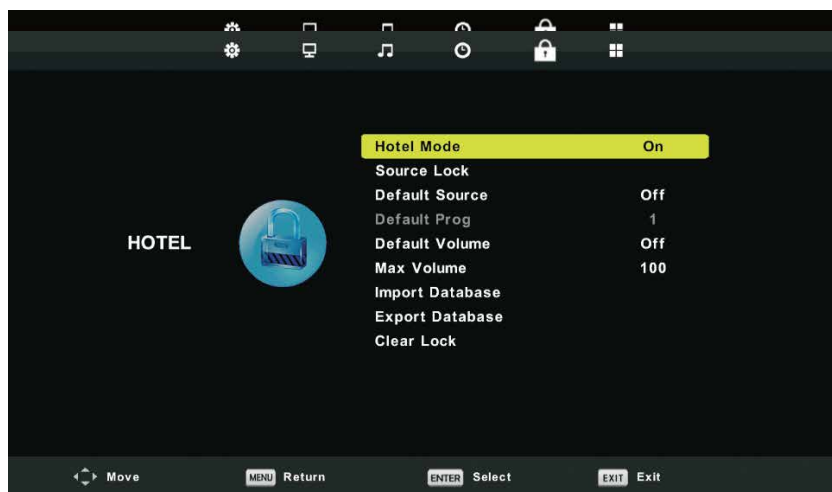 Hotel Mode On
Source Lock
Default Source Off
Default Prog 1
HOTEL
Default Volume Off
Max Volume 100
Import Database
Export Database
Clear Lock
Move MENU Return ENTER Select EXIT Exit